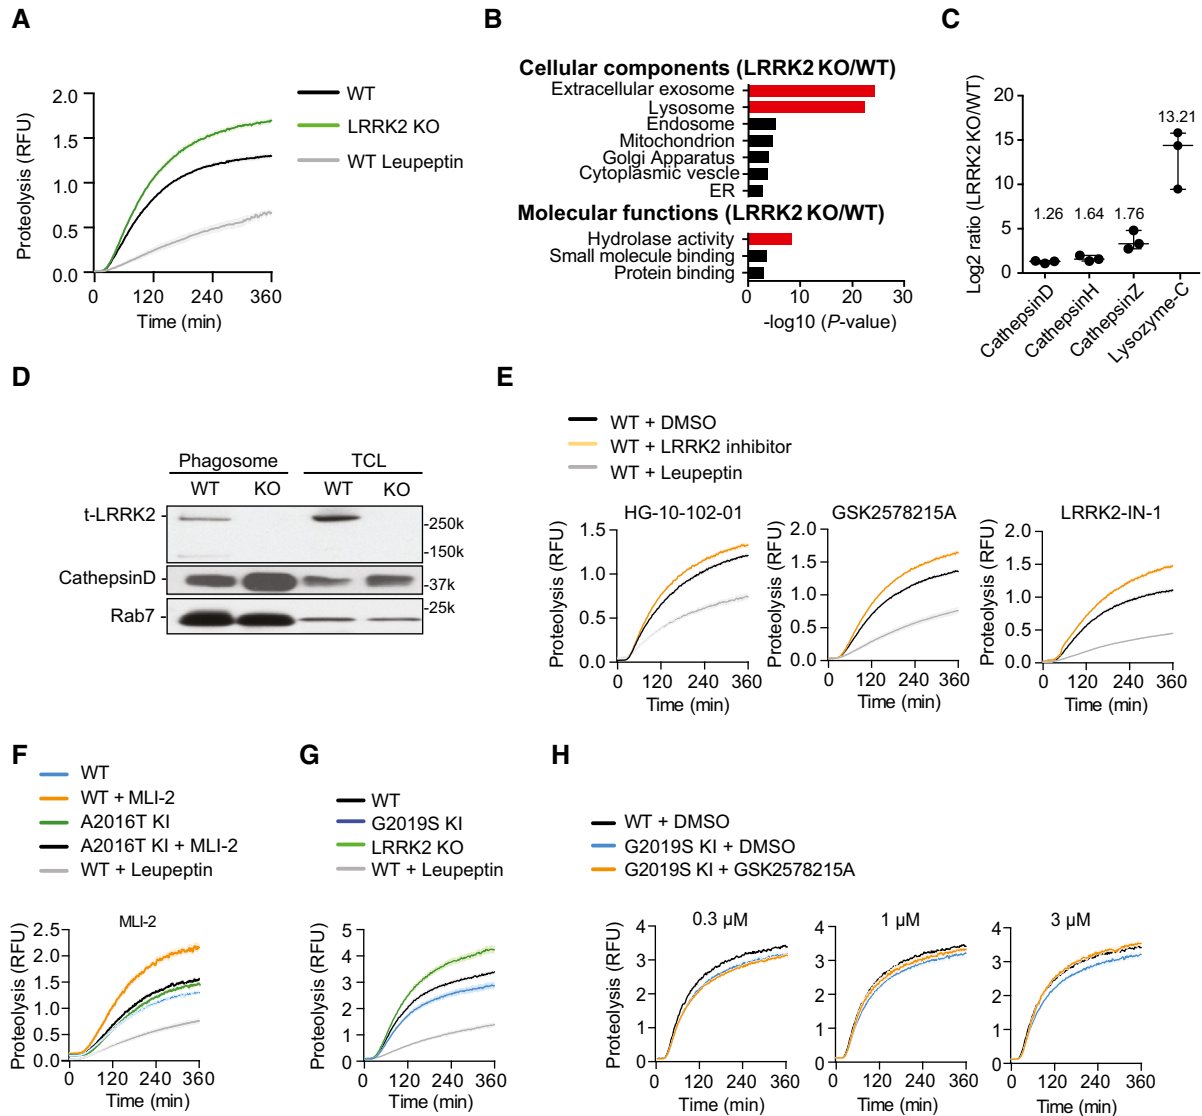 A
Proteolysis (RFU)
2.0
1.5
1.0
0.5
0.0
0 120 240 360
Time (min)
WT
LRRK2 KO
WT Leupeptin
B
Cellular components (LRRK2 KO/WT)
Extracellular exosome
Lysosome
Endosome
Mitochondrion
Golgi Apparatus
Cytoplasmic vescle
ER
Molecular functions (LRRK2 KO/WT)
Hydrolase activity
Small molecule binding
Protein binding
0 10 20 30
-log10 (P-value)
C
Log2 ratio (LRRK2 KO/WT)
20
15
10
5
0
1.26 1.64 1.76 13.21
CathepsinD
CathepsinH
CathepsinZ
Lysozyme-C
D
Phagosome TCL
WT KO WT KO
t-LRRK2
-250k
-150k
CathepsinD
-37k
Rab7
-25k
E
WT + DMSO
WT + LRRK2 inhibitor
WT + Leupeptin
HG-10-102-01
Proteolysis (RFU)
1.5
1.0
0.5
0.0
0 120 240 360
Time (min)
GSK2578215A
Proteolysis (RFU)
2.0
1.5
1.0
0.5
0.0
0 120 240 360
Time (min)
LRRK2-IN-1
Proteolysis (RFU)
2.0
1.5
1.0
0.5
0.0
0 120 240 360
Time (min)
F
WT
WT + MLI-2
A2016T KI
A2016T KI + MLI-2
WT + Leupeptin
MLI-2
Proteolysis (RFU)
2.5
2.0
1.5
1.0
0.5
0.0
0 120 240 360
Time (min)
G
WT
G2019S KI
LRRK2 KO
WT + Leupeptin
Proteolysis (RFU)
5
4
3
2
1
0
0 120 240 360
Time (min)
H
WT + DMSO
G2019S KI + DMSO
G2019S KI + GSK2578215A
0.3 µM
Proteolysis (RFU)
4
3
2
1
0
0 120 240 360
Time (min)
1 µM
Proteolysis (RFU)
4
3
2
1
0
0 120 240 360
Time (min)
3 µM
Proteolysis (RFU)
4
3
2
1
0
0 120 240 360
Time (min)